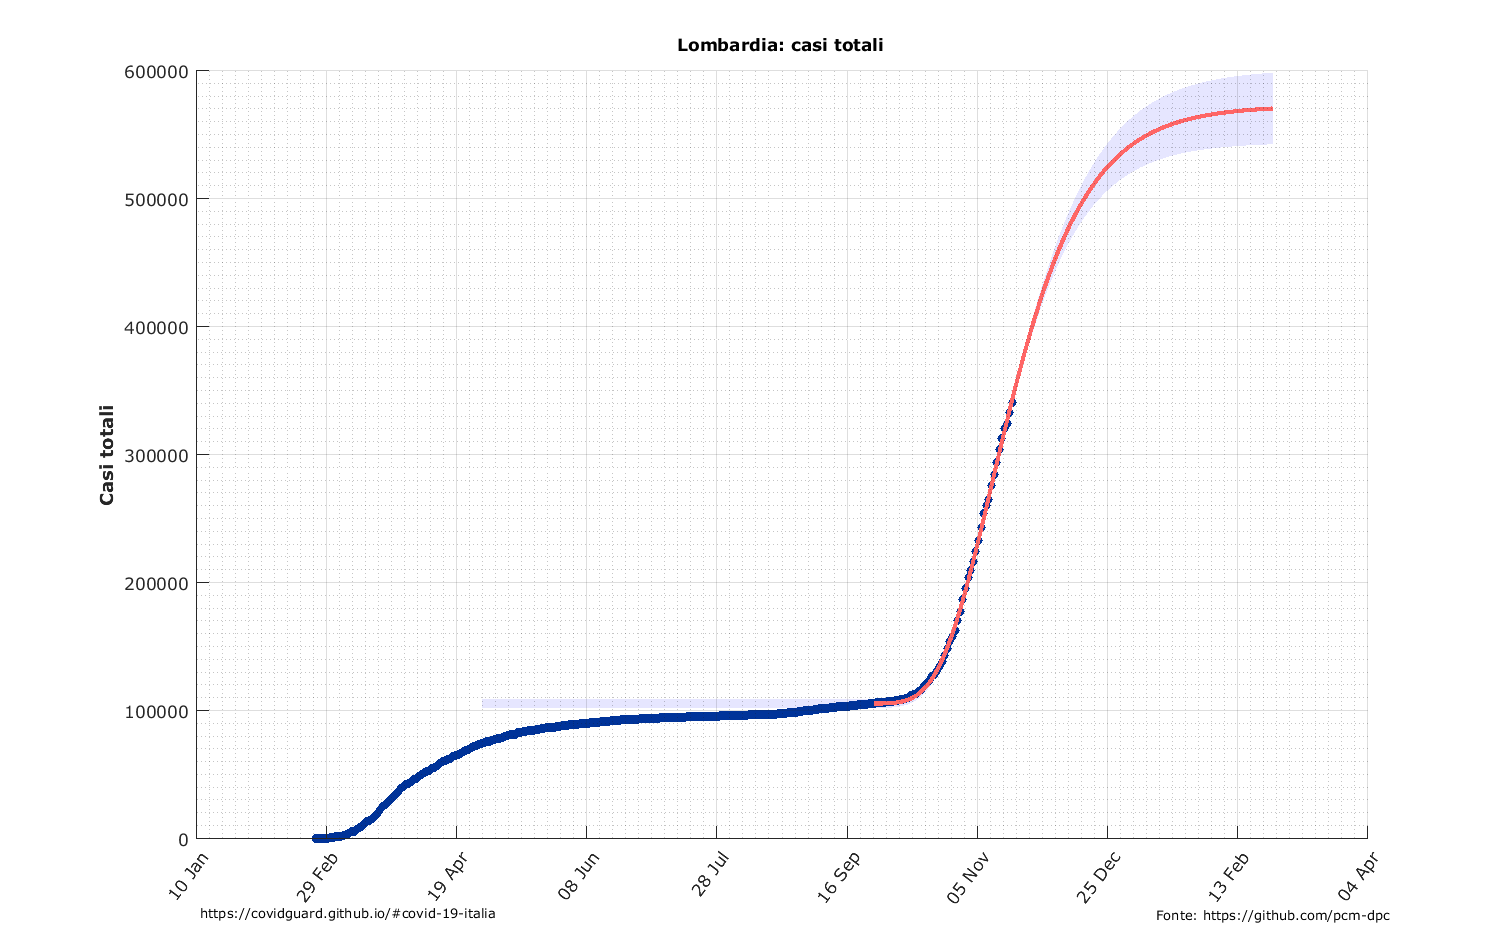 Lombardia: casi totali
600000
500000
400000
300000
200000
100000
0
Casi totali
10 Jan
29 Feb
19 Apr
08 Jun
28 Jul
16 Sep
05 Nov
25 Dec
13 Feb
04 Apr
https://covidguard.github.io/#covid-19-italia
Fonte: https://github.com/pcm-dpc